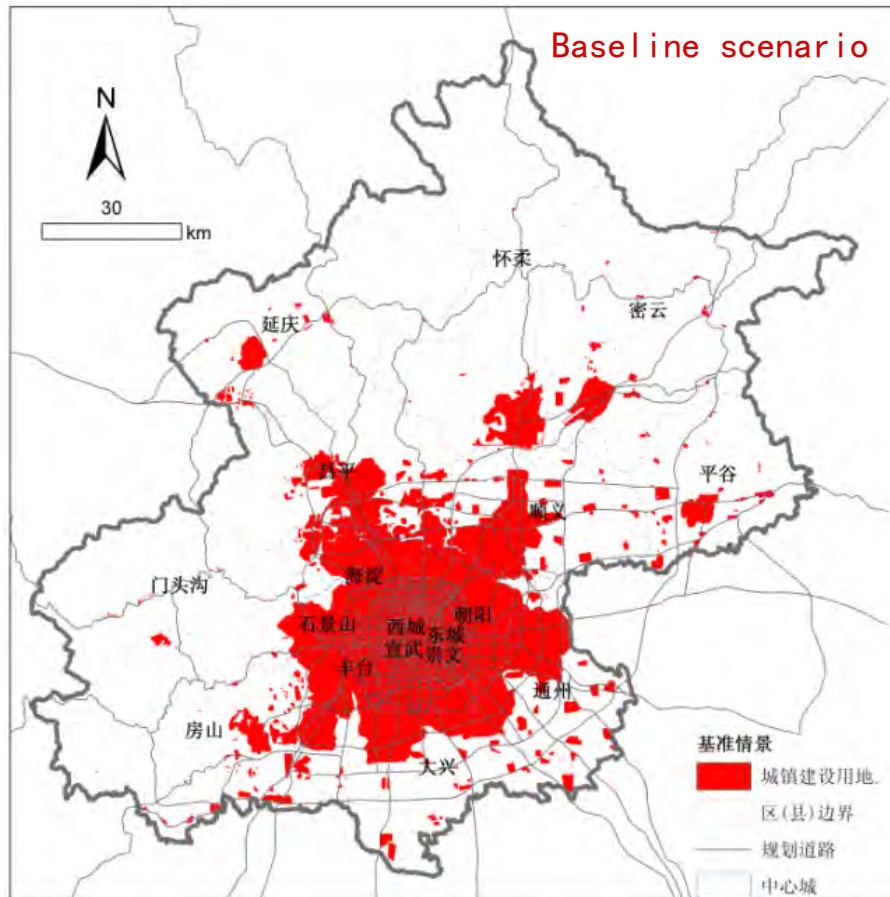 Baseline scenario
N
30
km
怀柔
密云
延庆
昌平
平谷
顺义
海淀
门头沟
石景山
西城
东城
朝阳
宣武
崇文
丰台
通州
房山
大兴
基准情景
城镇建设用地
区(县)边界
规划道路
中心城